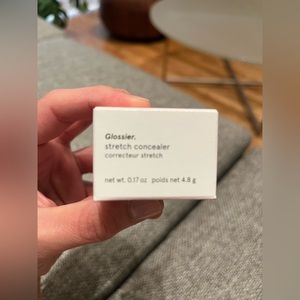 Glossier.
stretch concealer
correcteur stretch
net wt. 0.17 oz poids net 4.8 g